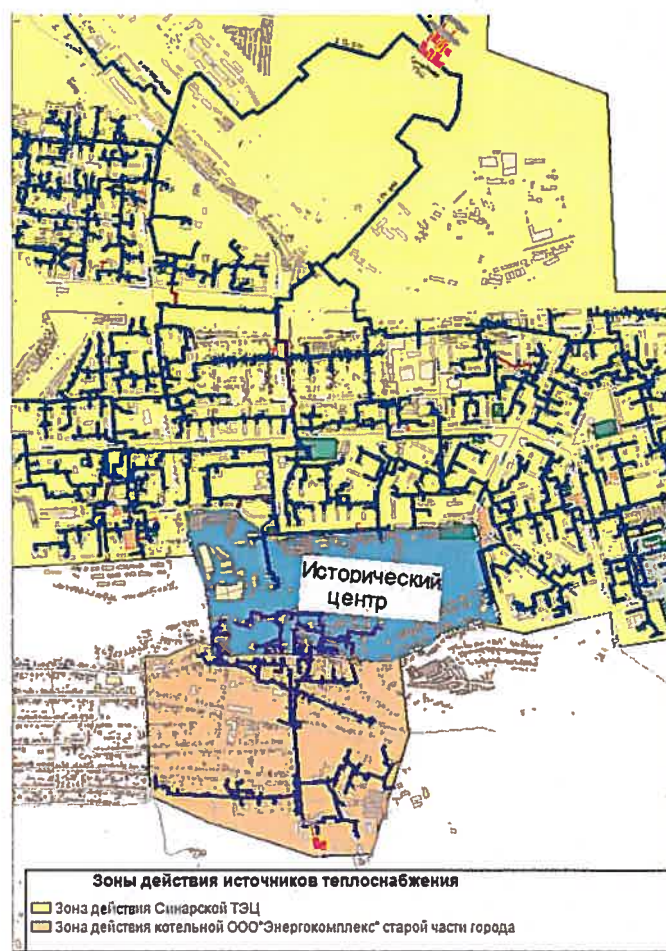 Исторический
центр
Зоны действия источников теплоснабжения
Зона действия Синарской ТЭЦ
Зона действия котельной ООО"Энергокомплекс" старой части города